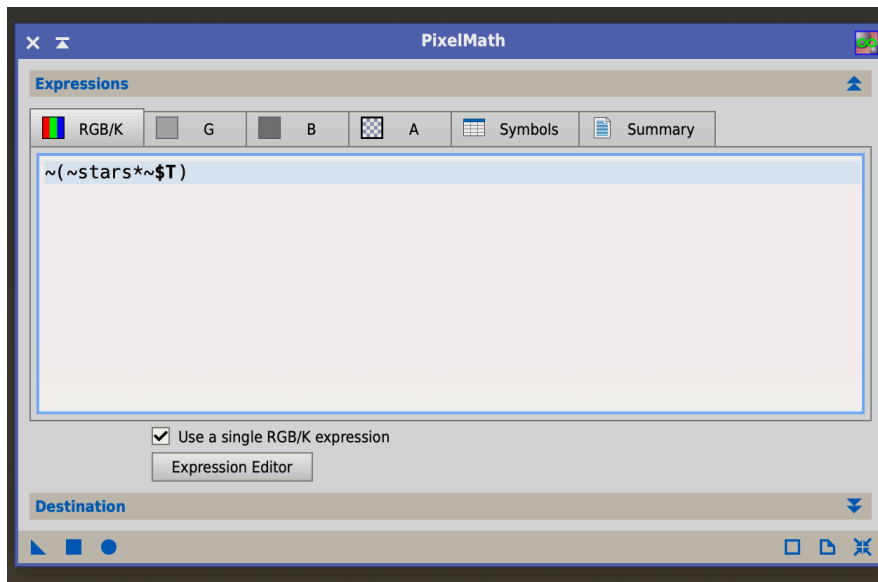 PixelMath
Expressions
RGB/K G B A Symbols Summary
~(~stars*~$T)
Use a single RGB/K expression
Expression Editor
Destination